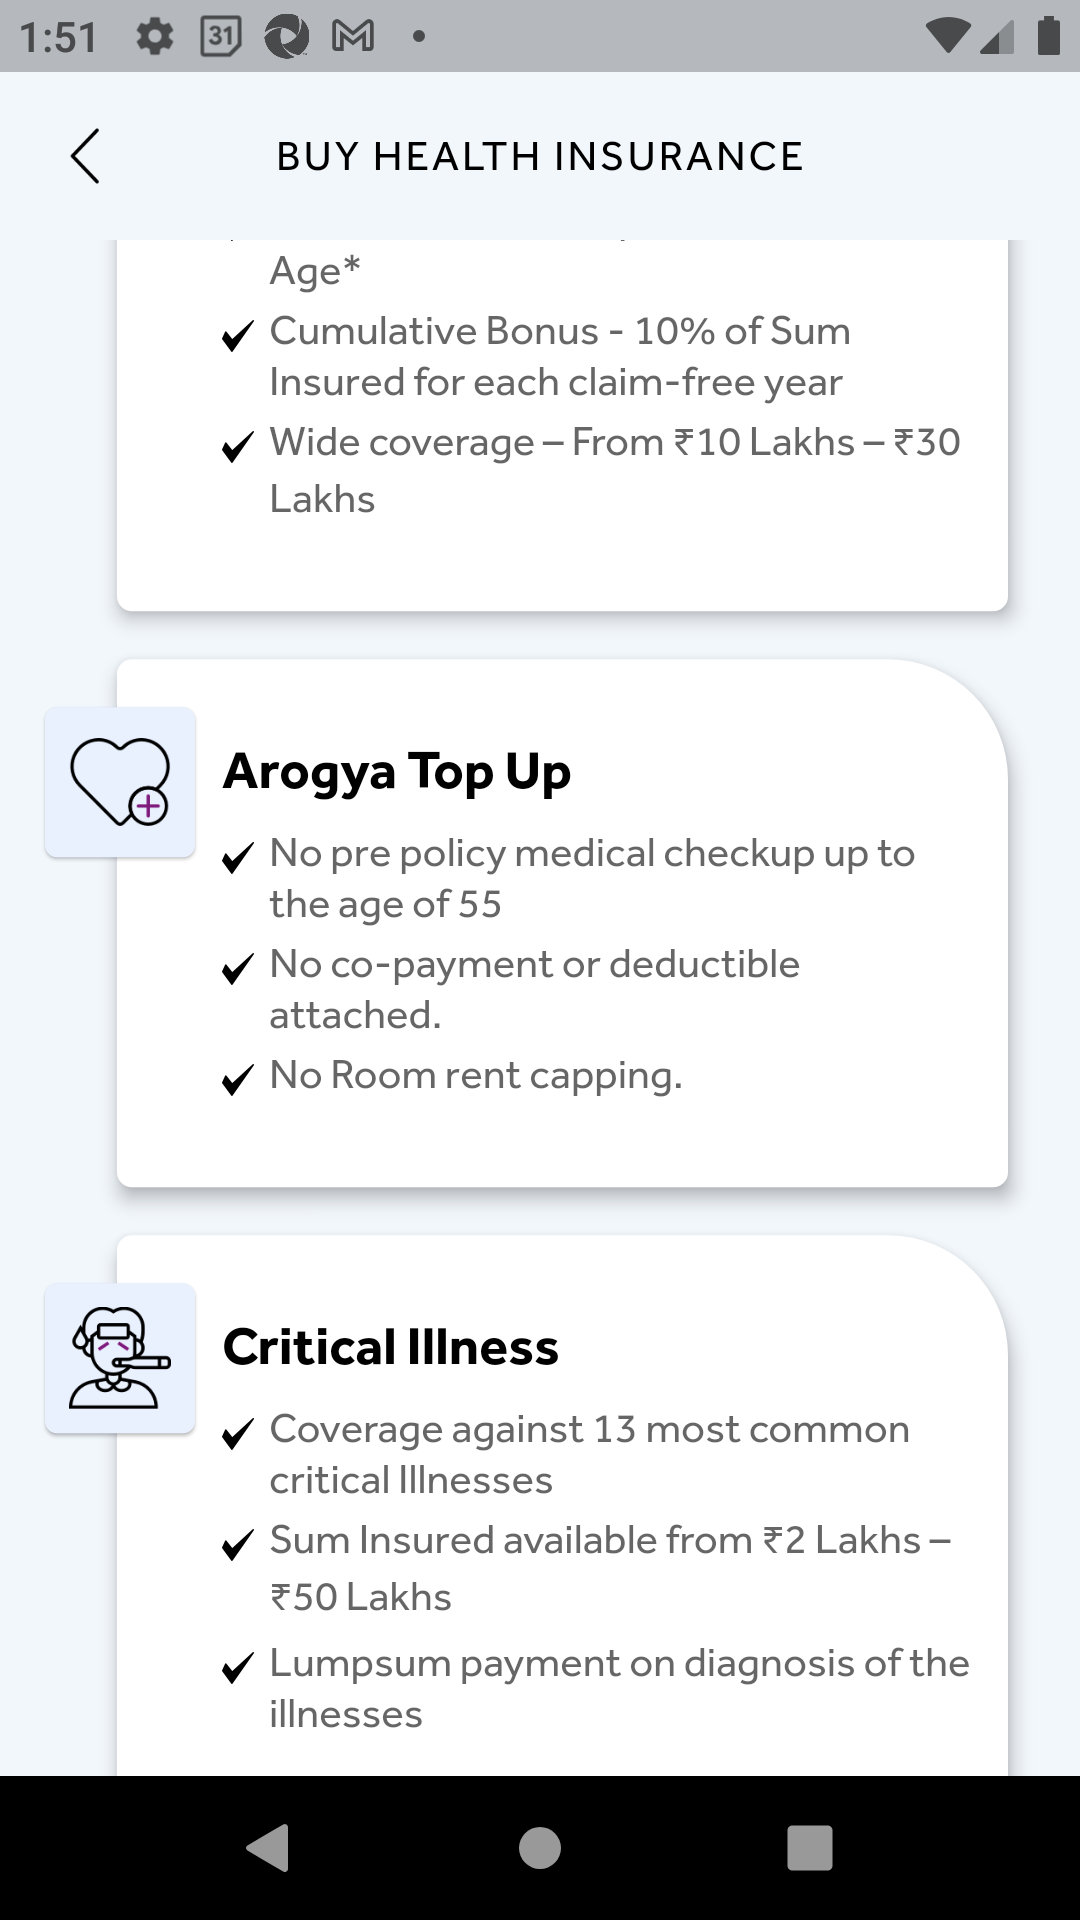 1:51
31
BUY HEALTH INSURANCE
Age*
Cumulative Bonus - 10% of Sum
Insured for each claim-free year
Wide coverage – From ₹10 Lakhs – ₹30
Lakhs
Arogya Top Up
No pre policy medical checkup up to
the age of 55
No co-payment or deductible
attached.
No Room rent capping.
Critical Illness
Coverage against 13 most common
critical Illnesses
Sum Insured available from ₹2 Lakhs –
₹50 Lakhs
Lumpsum payment on diagnosis of the
illnesses